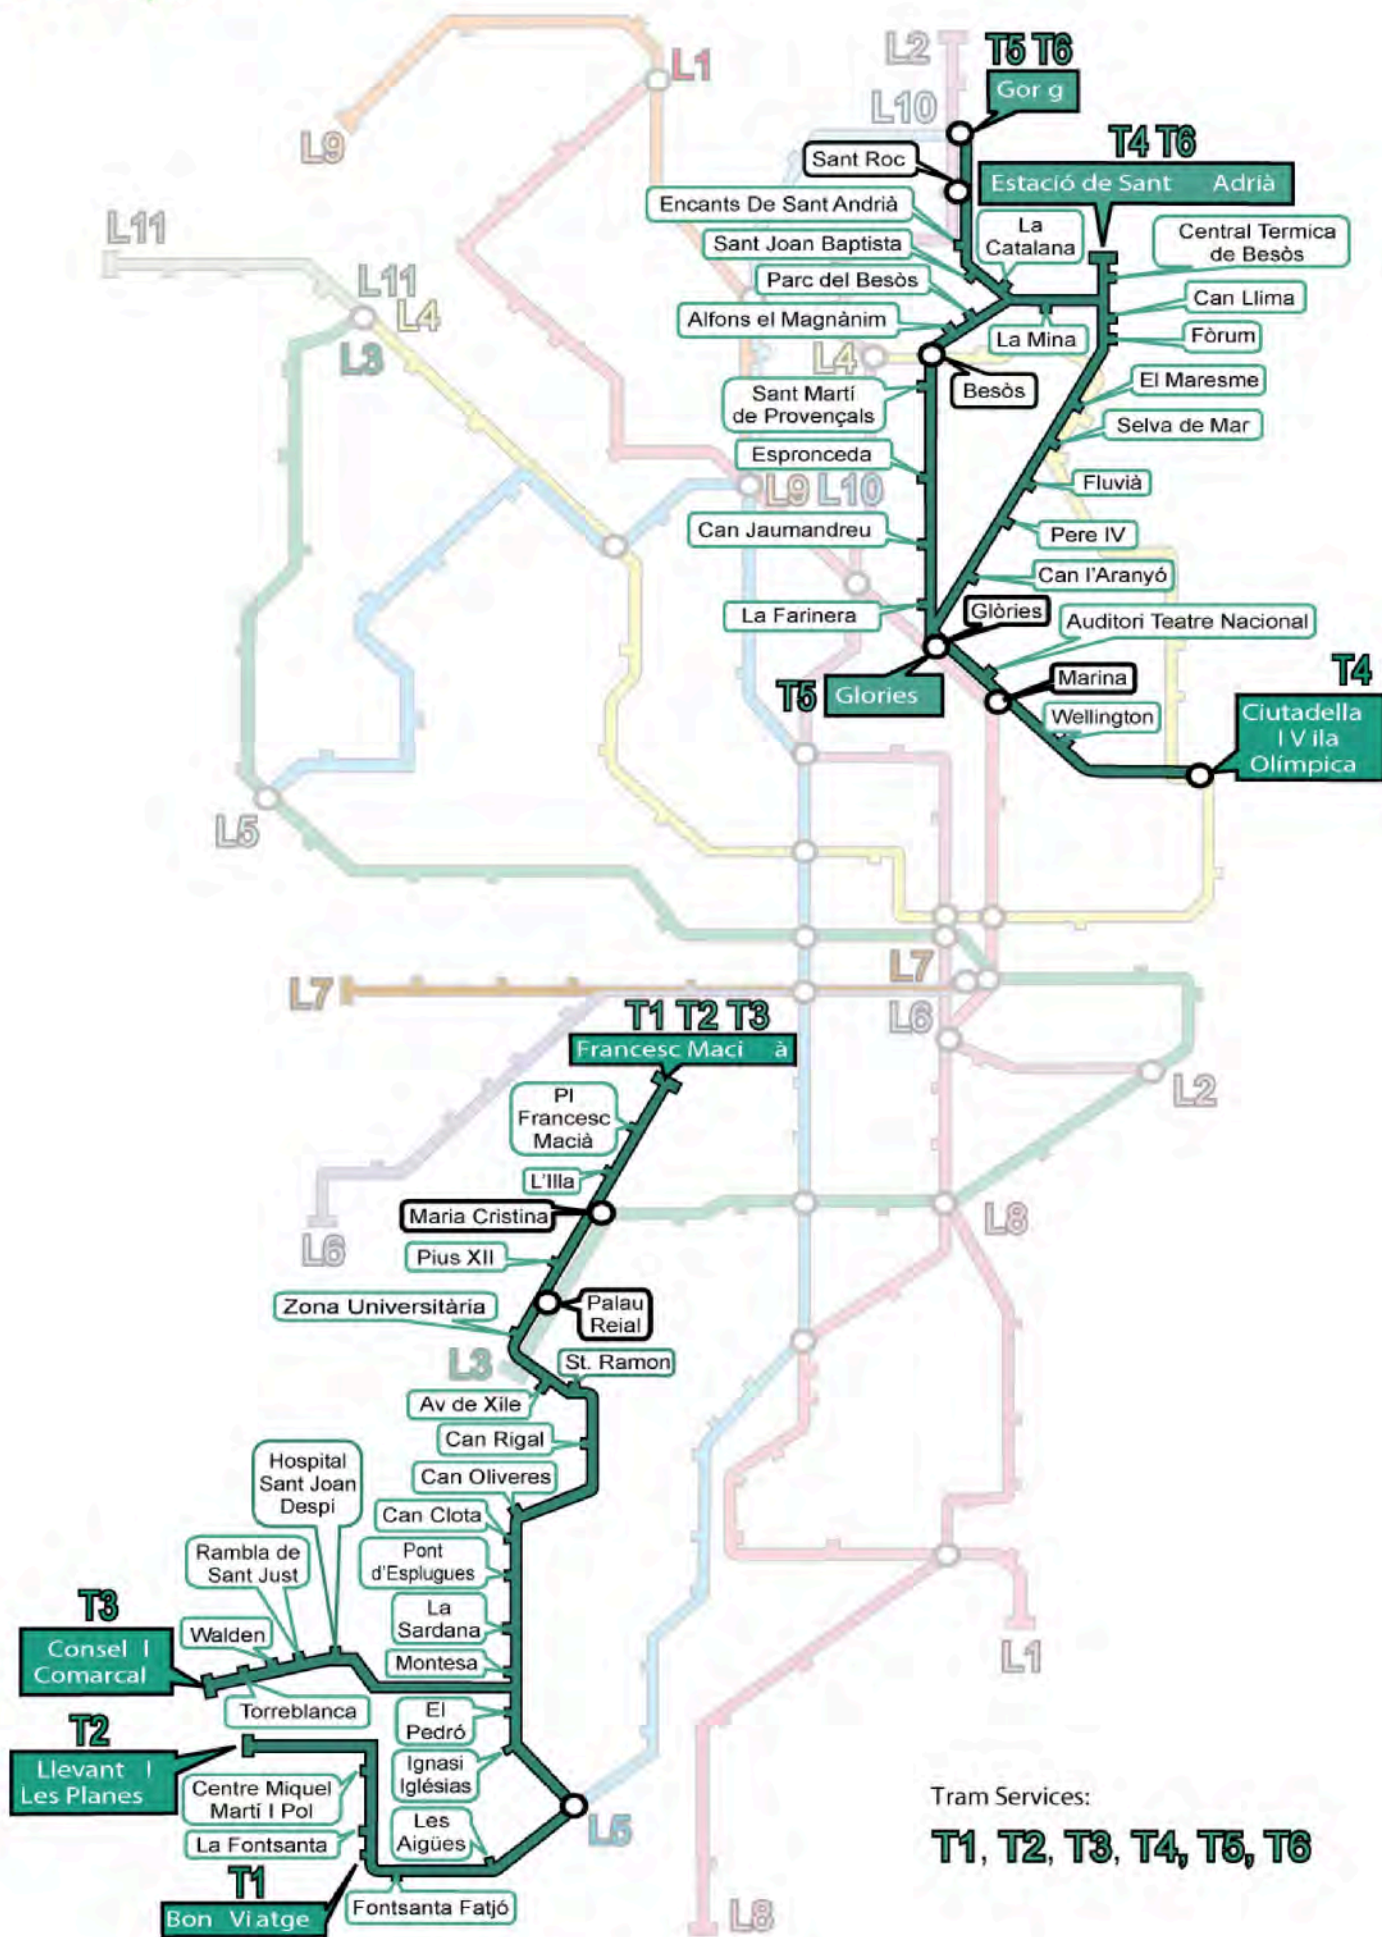 L2
T5 T6
Gor g
L1
L10
L9
T4 T6
Sant Roc
Estació de Sant Adrià
Encants De Sant Andrià
La
Catalana
Central Termica
de Besòs
L11
Sant Joan Baptista
Parc del Besòs
L11
Can Llima
L4
Alfons el Magnànim
La Mina
Fòrum
L3
L4
Besòs
El Maresme
Sant Martí
de Provençals
Selva de Mar
Espronceda
L9 L10
Fluvià
Can Jaumandreu
Pere IV
Can l'Aranyó
La Farinera
Glòries
Auditori Teatre Nacional
T4
T5
Glories
Marina
Wellington
Ciutadella
I V ila
Olímpica
L5
L7
L7
L6
T1 T2 T3
Francesc Maci à
L2
Pl
Francesc
Macià
L'Illa
Maria Cristina
L8
L6
Pius XII
Zona Universitària
Palau
Reial
L3
St. Ramon
Av de Xile
Can Rigal
Hospital
Sant Joan
Despi
Can Oliveres
Can Clota
Rambla de
Sant Just
Pont
d'Esplugues
T3
Consel l
Comarcal
Walden
La
Sardana
Montesa
L1
Torreblanca
El
Pedró
T2
Llevant l
Les Planes
Ignasi
Iglésias
Centre Miquel
Martí I Pol
L5
Les
Aigües
La Fontsanta
Tram Services:
T1, T2, T3, T4, T5, T6
T1
Bon Viatge
Fontsanta Fatjó
L8